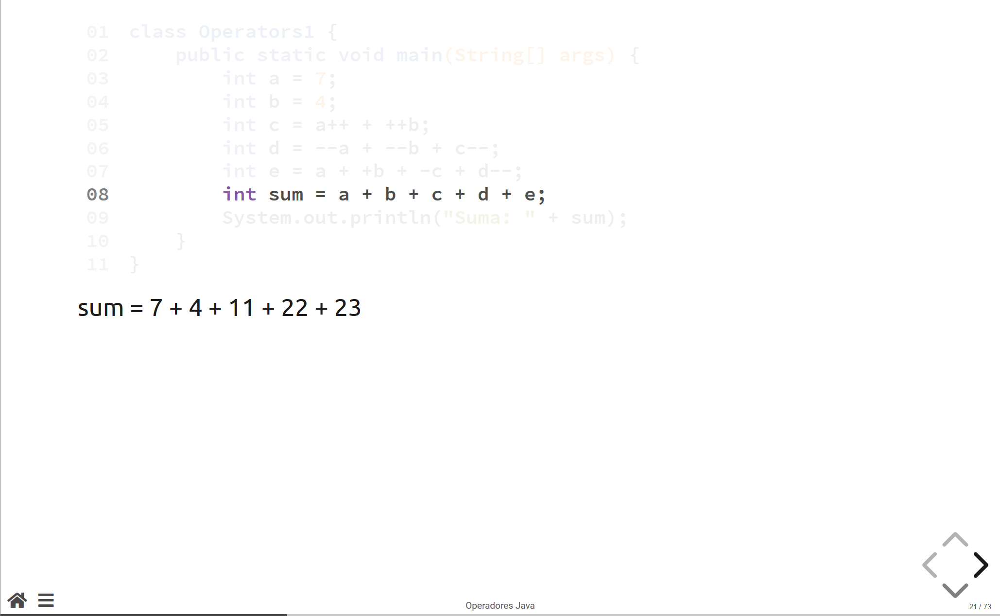 01 class Operators1 {
02     public static void main(String[] args) {
03         int a = 7;
04         int b = 4;
05         int c = a++ + ++b;
06         int d = --a + --b + c--;
07         int e = a + +b + -c + d--;
08         int sum = a + b + c + d + e;
09         System.out.println("Suma: " + sum);
10     }
11 }
sum = 7 + 4 + 11 + 22 + 23
Operadores Java
21 / 73